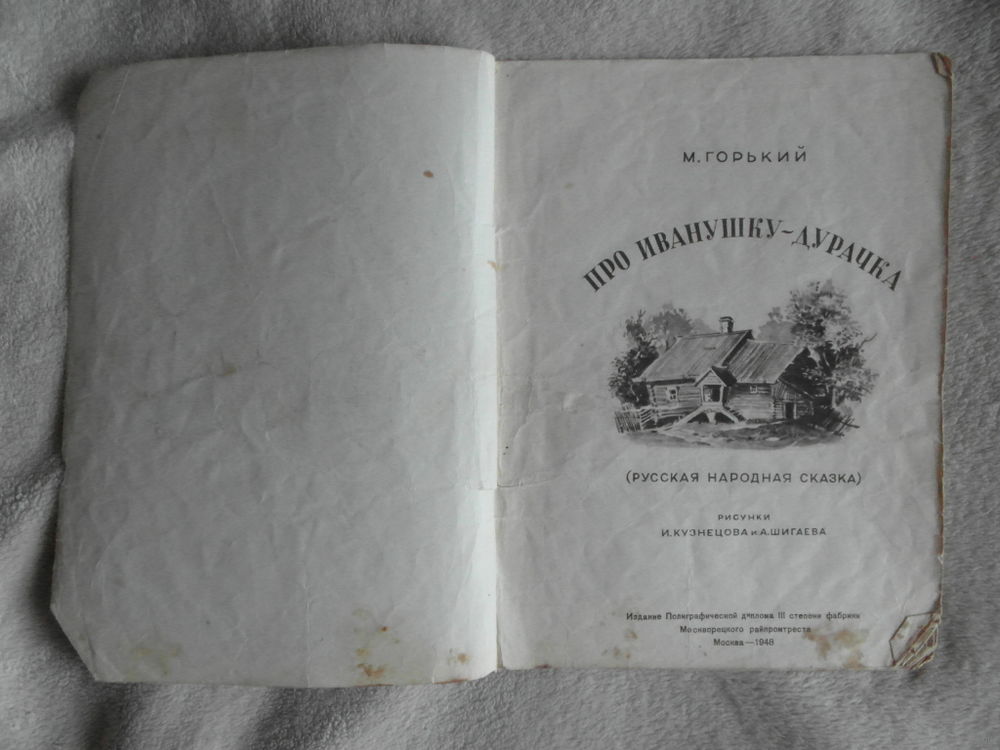 М. ГОРЬКИЙ
ПРО ИВАНУШКУ-ДУРАЧКА
(РУССКАЯ НАРОДНАЯ СКАЗКА)
РИСУНКИ
И. КУЗНЕЦОВА и А. ШИГАЕВА
Издание Полиграфической диплома III степени фабрики
Москворецкого райпромтреста
Москва—1948